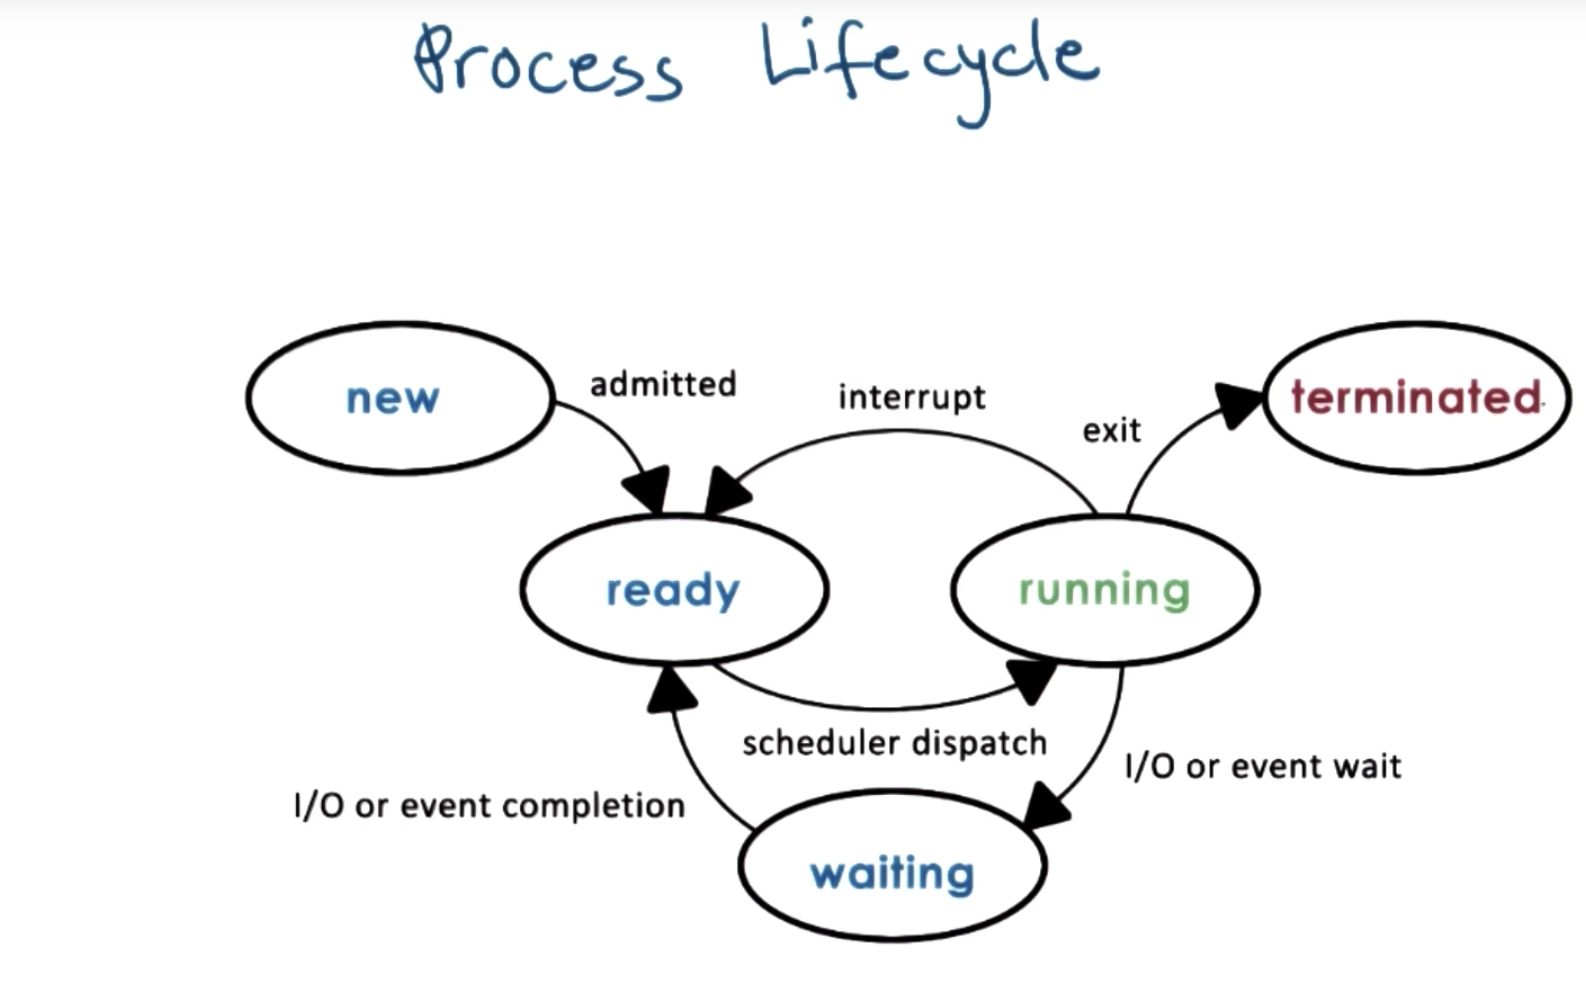 Process Lifecycle
new
admitted
interrupt
exit
terminated
ready
running
scheduler dispatch
I/O or event wait
I/O or event completion
waiting